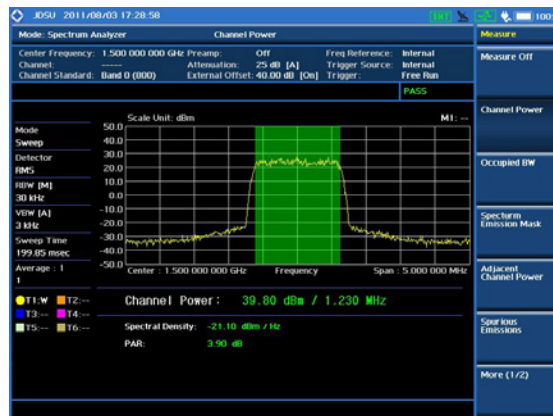 JDSU 2011/08/03 17:28:58
100
Mode: Spectrum Analyzer Channel Power
Measure
Center Frequency: 1.500 000 000 GHz Preamp: Off Freq Reference: Internal
Channel: ----- Attenuation: 25 dB [A] Trigger Source: Internal
Channel Standard: Band 0 (800) External Offset: 40.00 dB [On] Trigger: Free Run
PASS
Measure Off
Channel Power
Occupied BW
Specturm
Emission Mask
Adjacent
Channel Power
Spurious
Emissions
More (1/2)
Scale Unit: dBm M1: --
Mode
Sweep
Detector
RMS
RBW [M]
30 kHz
VBW [A]
3 kHz
Sweep Time
199.85 msec
Average : 1
1
T1:W T2:--
T3:-- T4:--
T5:-- T6:--
50.0
40.0
30.0
20.0
10.0
0.0
-10.0
-20.0
-30.0
-40.0
-50.0
Center : 1.500 000 000 GHz Frequency Span : 5.000 000 MHz
Channel Power: 39.80 dBm / 1.230 MHz
Spectral Density: -21.10 dBm / Hz
PAR: 3.90 dB